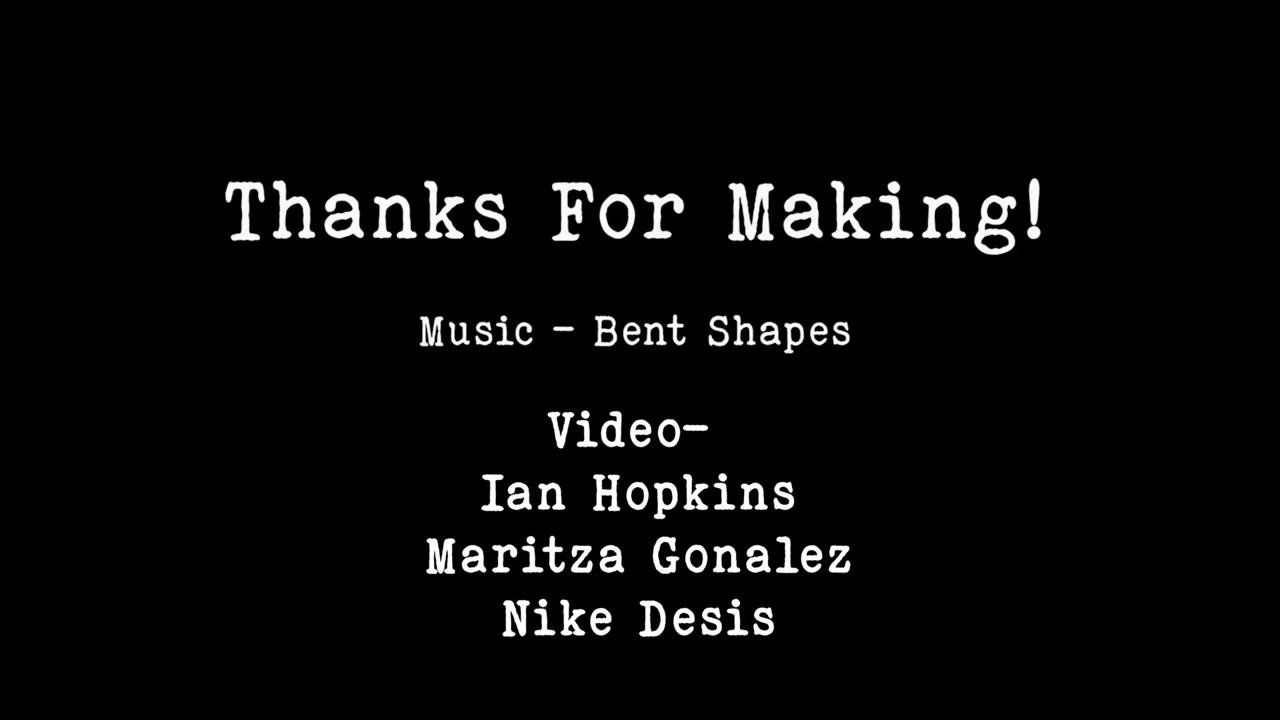 Thanks For Making!
Music - Bent Shapes
Video-
Ian Hopkins
Maritza Gonalez
Nike Desis